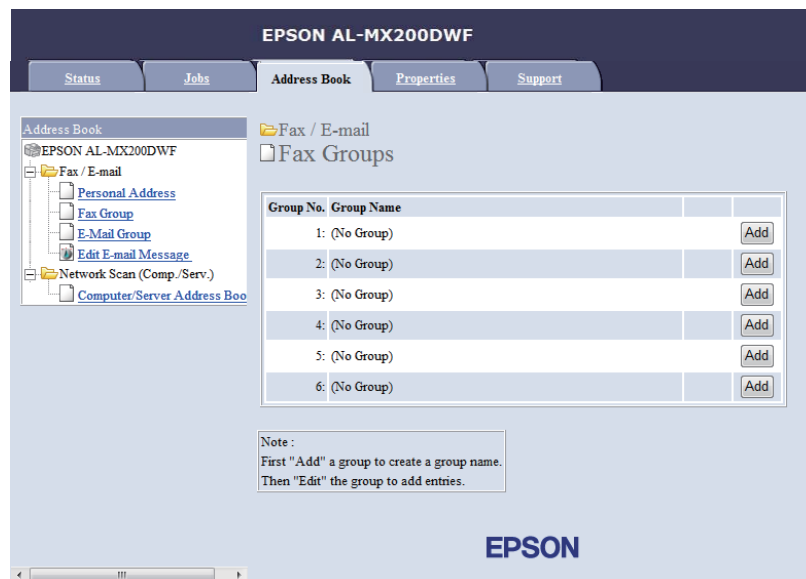 EPSON AL-MX200DWF
Status Jobs Address Book Properties Support
Address Book
EPSON AL-MX200DWF
Fax / E-mail
Personal Address
Fax Group
E-Mail Group
Edit E-mail Message
Network Scan (Comp./Serv.)
Computer/Server Address Boo
Fax / E-mail
Fax Groups
Group No. Group Name
1: (No Group) Add
2: (No Group) Add
3: (No Group) Add
4: (No Group) Add
5: (No Group) Add
6: (No Group) Add
Note :
First "Add" a group to create a group name.
Then "Edit" the group to add entries.
EPSON